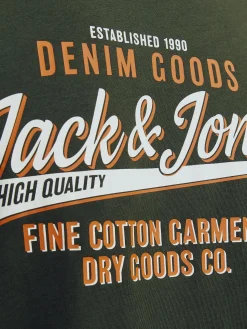 ESTABLISHED 1990
DENIM GOODS
Jack & Jon
HIGH QUALITY
FINE COTTON GARMEN
DRY GOODS CO.